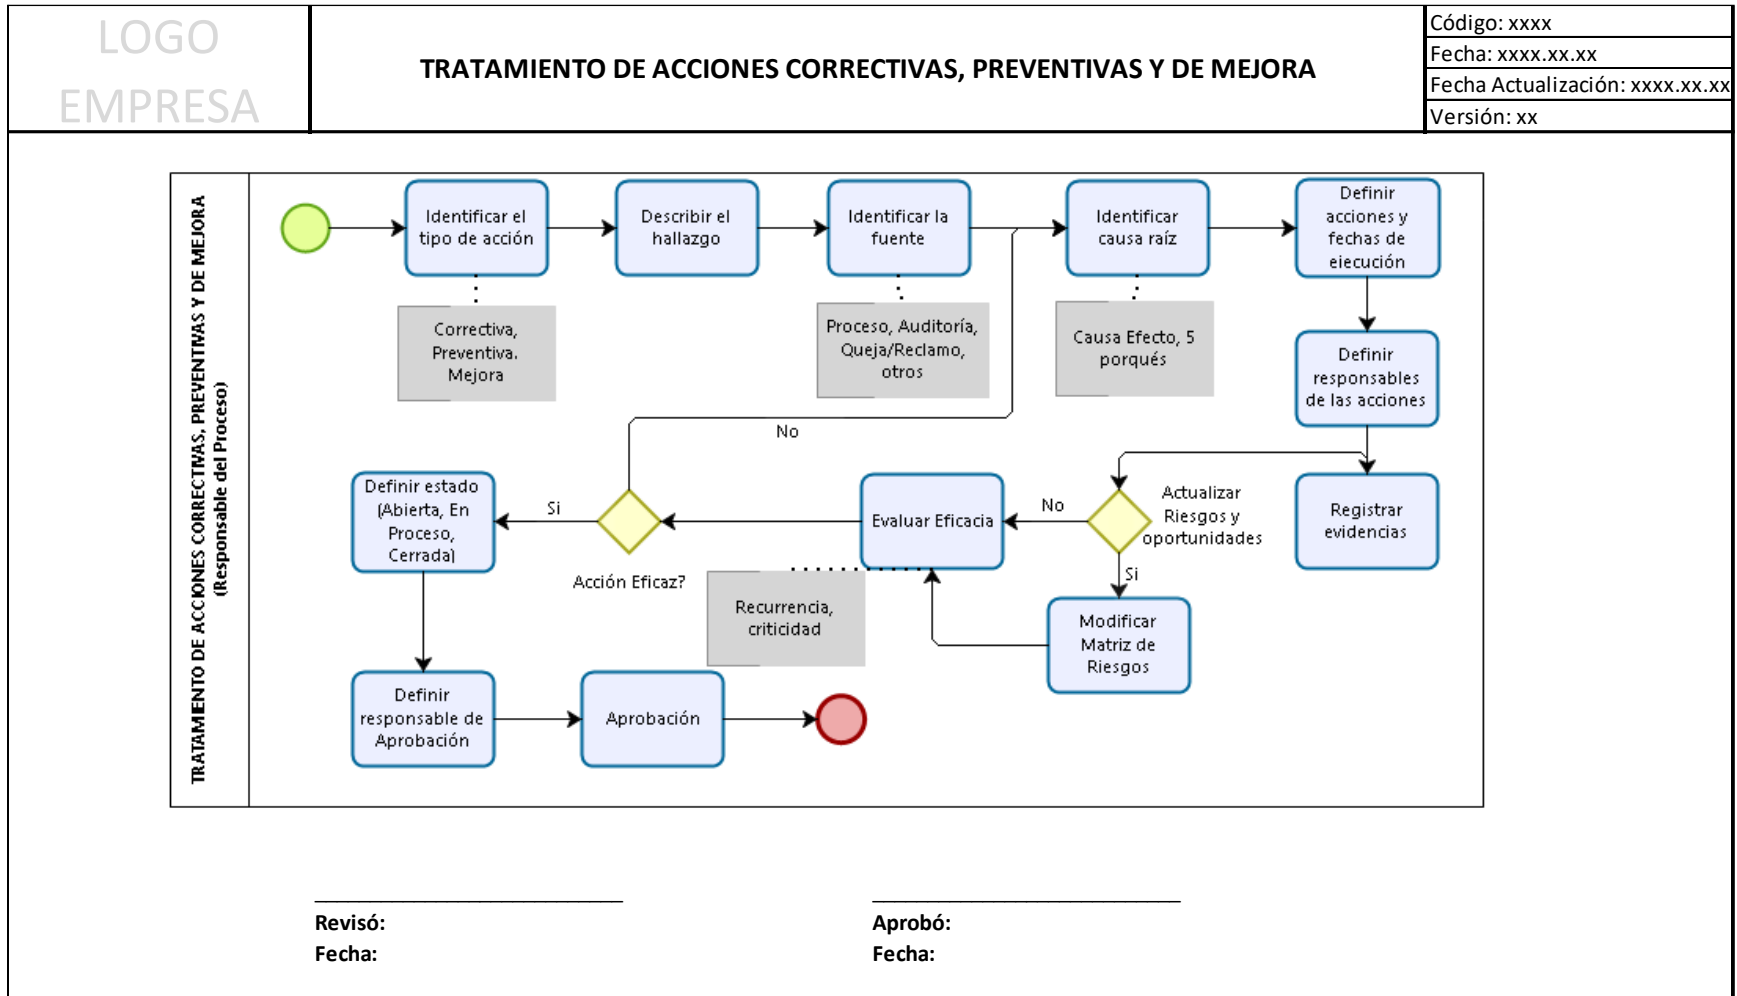 LOGO
EMPRESA
TRATAMIENTO DE ACCIONES CORRECTIVAS, PREVENTIVAS Y DE MEJORA
Código: xxxx
Fecha: xxxx.xx.xx
Fecha Actualización: xxxx.xx.xx
Versión: xx
TRATAMIENTO DE ACCIONES CORRECTIVAS, PREVENTIVAS Y DE MEJORA
(Responsable del Proceso)
Identificar el
tipo de acción
Describir el
hallazgo
Identificar la
fuente
Identificar
causa raíz
Definir
acciones y
fechas de
eiecución
Correctiva,
Preventiva.
Mejora
Proceso, Auditoría,
Queja/Reclamo,
otros
Causa Efecto, 5
porqués
Definir
responsables
de las acciones
No
Definir estado
(Abierta, En
Proceso,
Cerrada)
Si
Acción Eficaz?
Evaluar Eficacia
No
Actualizar
Riesgos y
oportunidades
Si
Registrar
evidencias
Recurrencia,
criticidad
Modificar
Matriz de
Riesgos
Definir
responsable de
Aprobación
Aprobación
Revisó:
Fecha:
Aprobó:
Fecha: